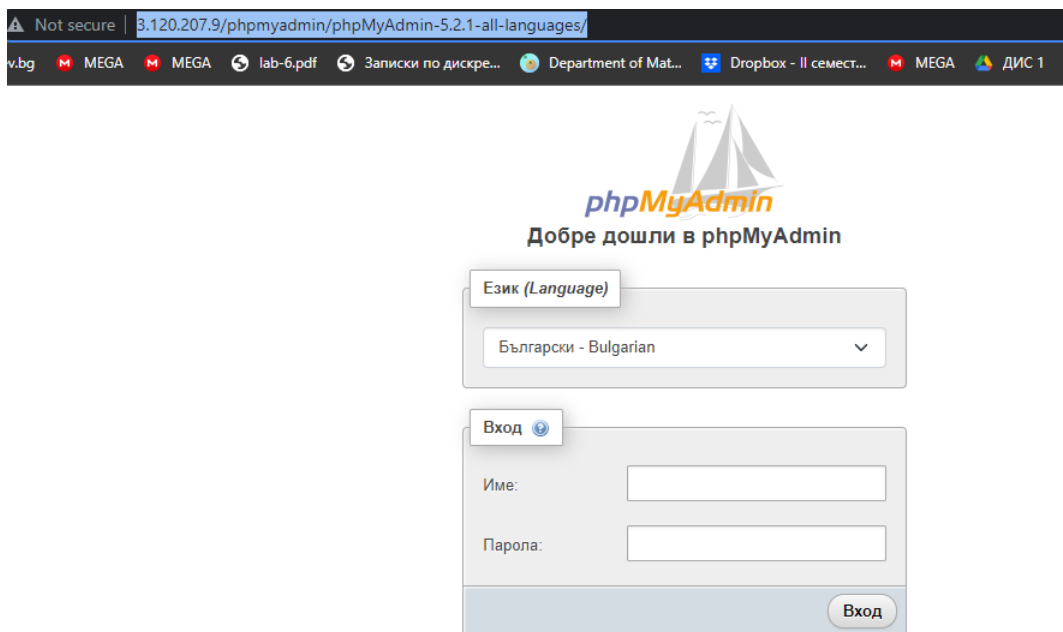 Not secure | 3.120.207.9/phpmyadmin/phpMyAdmin-5.2.1-all-languages/
v.bg MEGA MEGA lab-6.pdf Записки по дискре... Department of Mat... Dropbox - II семест... MEGA ДИС 1
phpMyAdmin
Добре дошли в phpMyAdmin
Език (Language)
Български - Bulgarian
Вход
Име:
Парола:
Вход